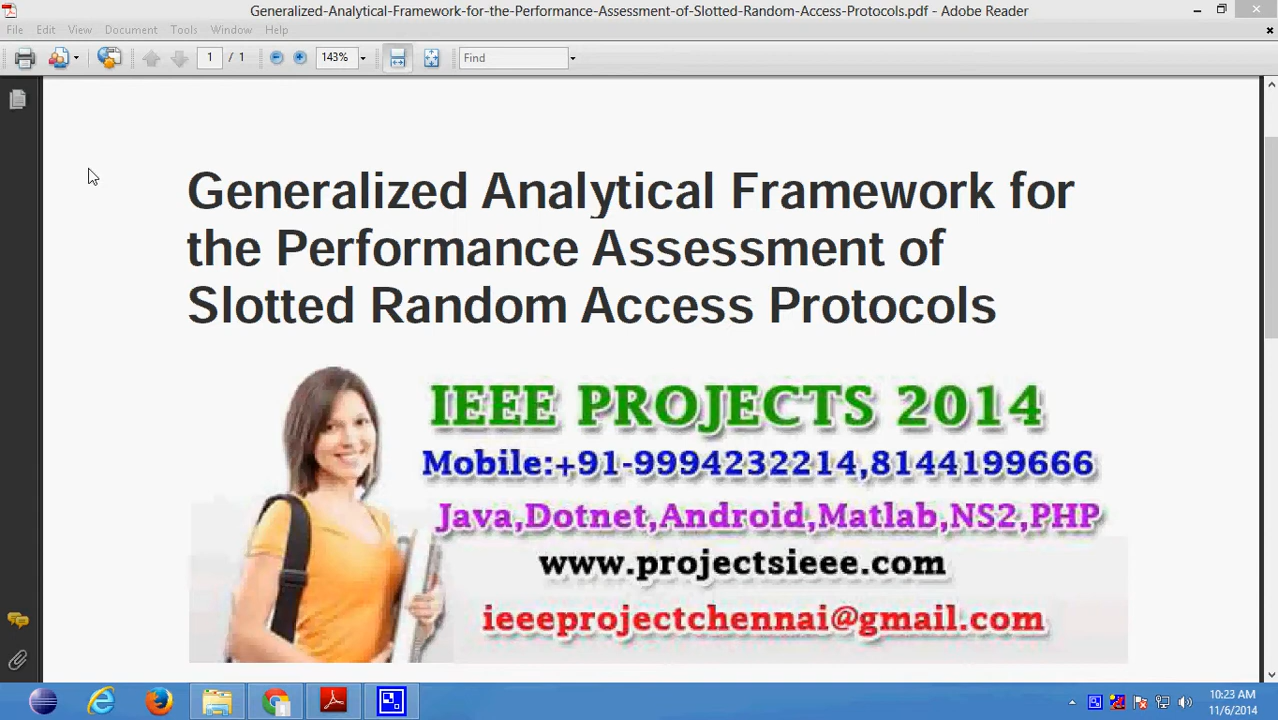 Generalized-Analytical-Framework-for-the-Performance-Assessment-of-Slotted-Random-Access-Protocols.pdf - Adobe Reader
File Edit View Document Tools Window Help
1 / 1 143% Find
Generalized Analytical Framework for
the Performance Assessment of
Slotted Random Access Protocols
IEEE PROJECTS 2014
Mobile:+91-9994232214,8144199666
Java,Dotnet,Android,Matlab,NS2,PHP
www.projectsieee.com
ieeeprojectchennai@gmail.com
10:23 AM
11/6/2014